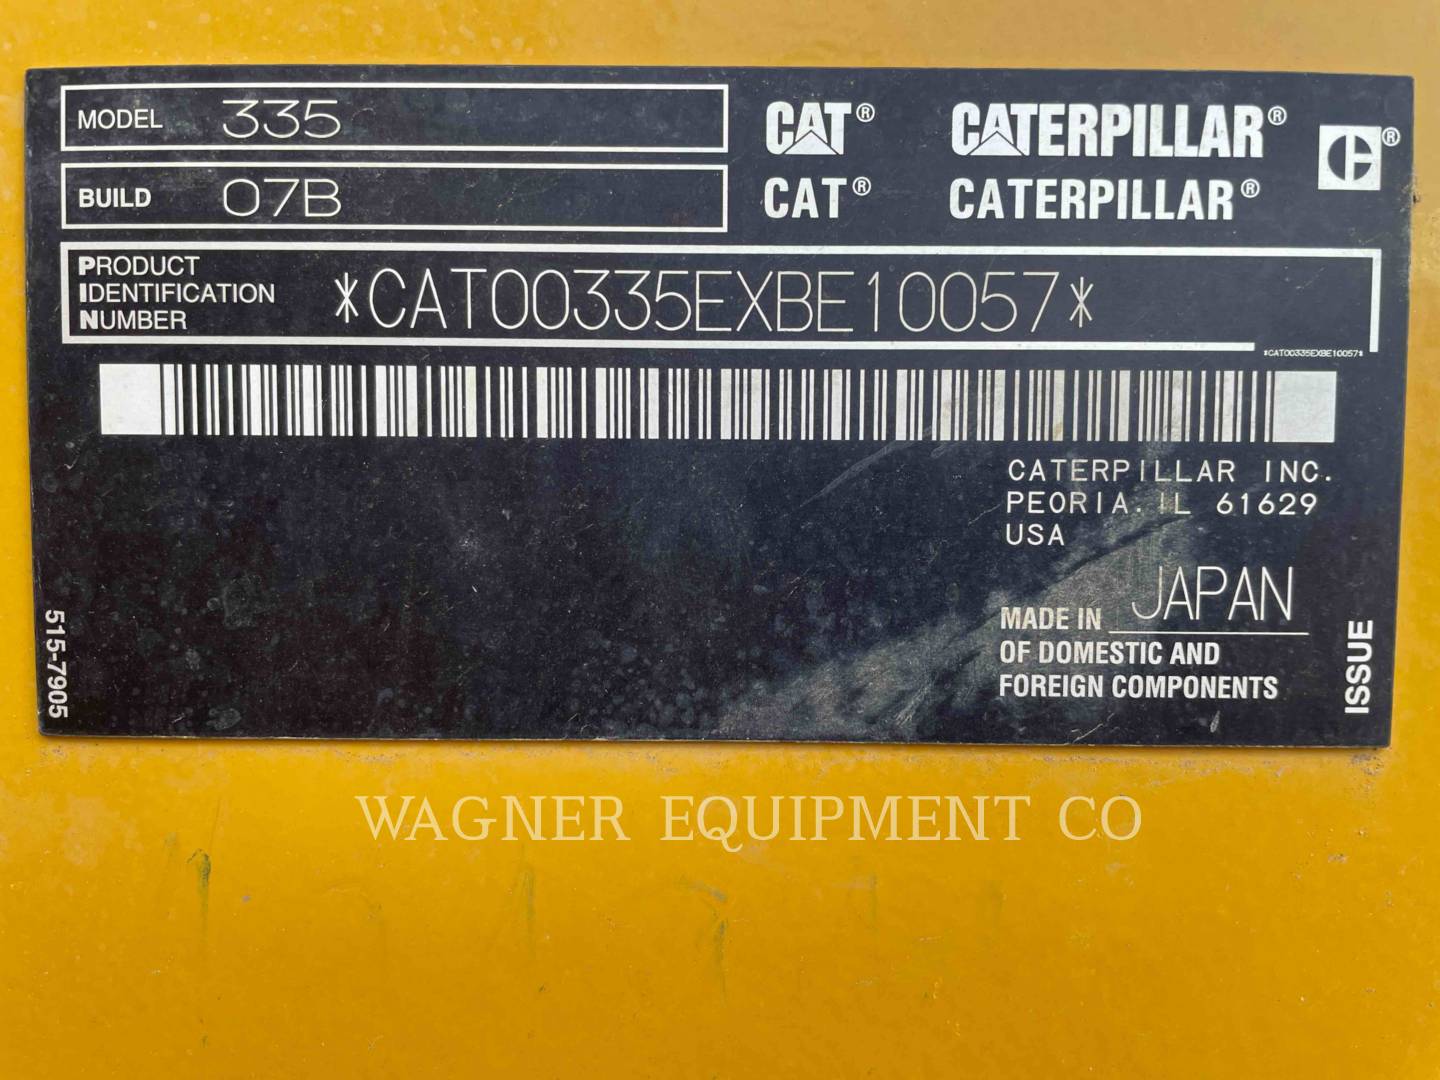 MODEL 335
CAT® CATERPILLAR® ®
BUILD 07B
CAT® CATERPILLAR®
PRODUCT
IDENTIFICATION
NUMBER
*CAT00335EXBE10057*
*CAT00335EXBE10057*
CATERPILLAR INC.
PEORIA, IL 61629
USA
MADE IN JAPAN
OF DOMESTIC AND
FOREIGN COMPONENTS
515-7905
ISSUE
WAGNER EQUIPMENT CO